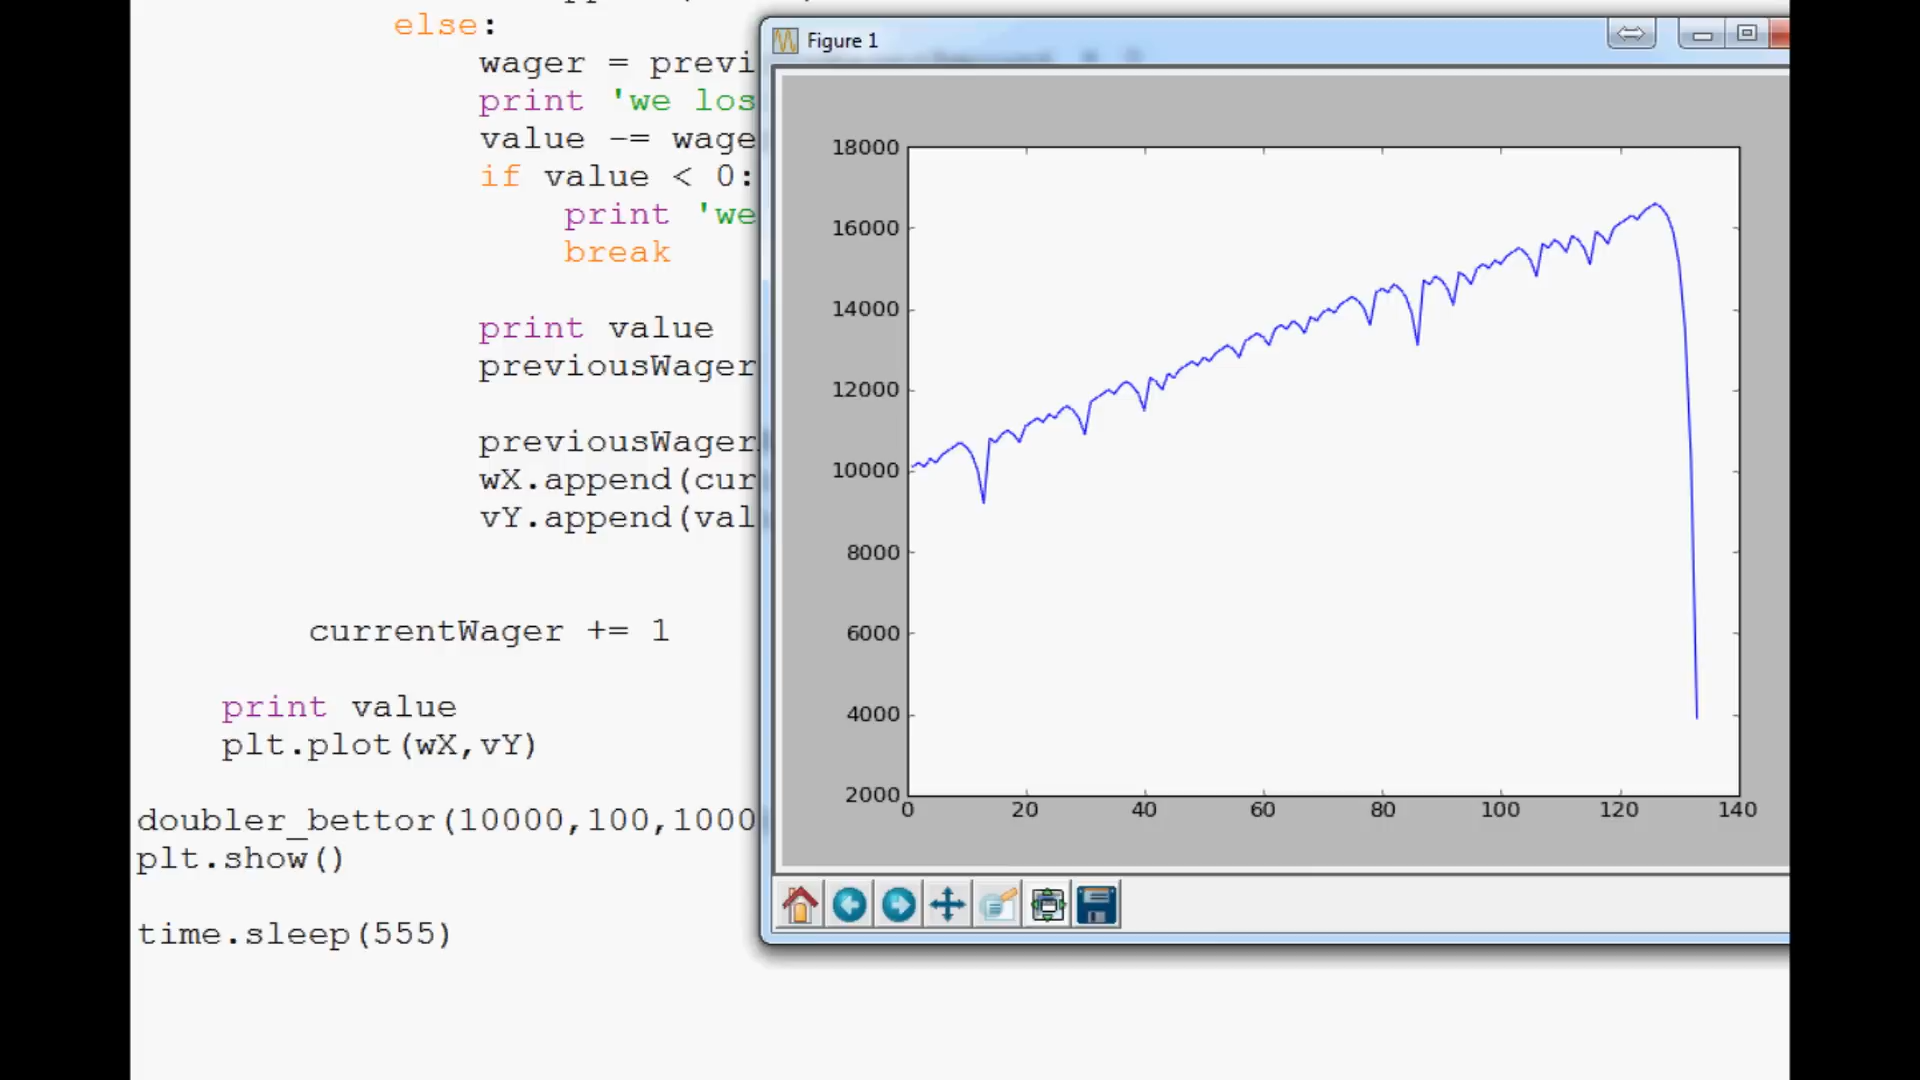 else:
wager = previ
print 'we los
value -= wage
if value < 0:
print 'we
break
print value
previousWager
previousWager
wX.append(cur
vY.append(val
currentWager += 1
print value
plt.plot(wX,vY)
doubler_bettor(10000,100,1000
plt.show()
time.sleep(555)
Figure 1
18000
16000
14000
12000
10000
8000
6000
4000
2000
0 20 40 60 80 100 120 140